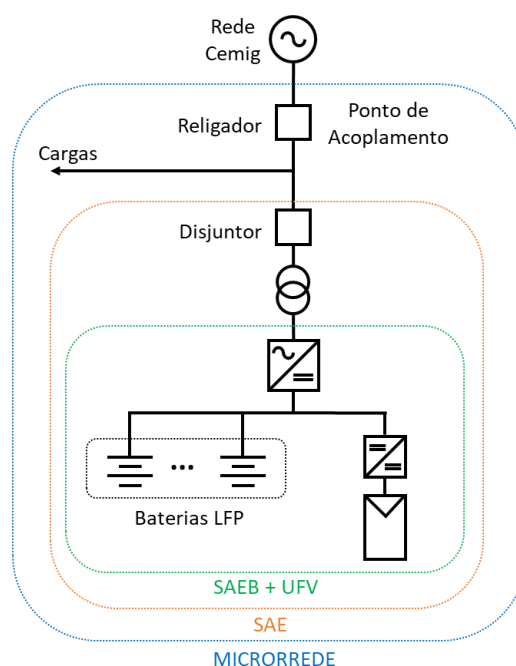 Rede
Cemig
Religador
Ponto de
Acoplamento
Cargas
Disjuntor
Baterias LFP
SAEB + UFV
SAE
MICRORREDE